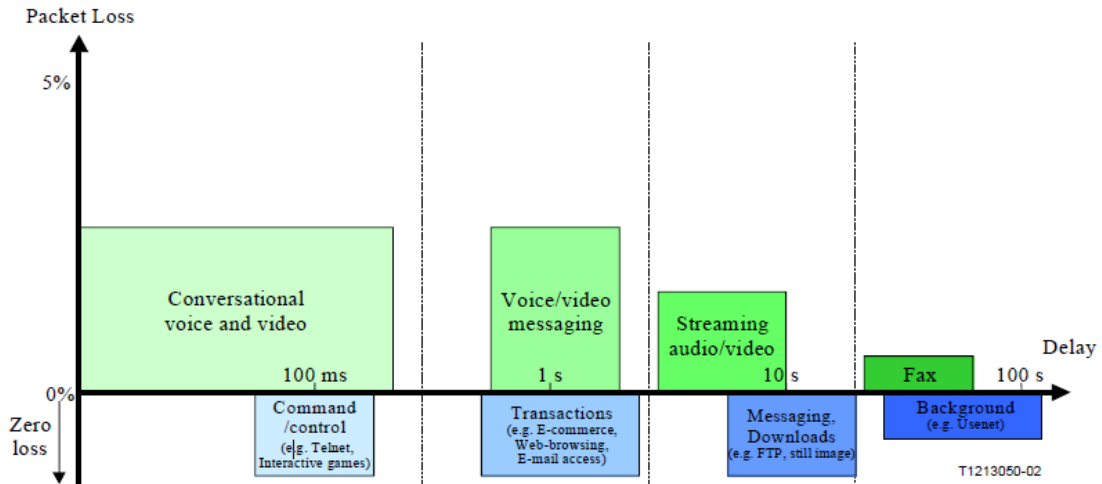 Packet Loss
5%
Conversational
voice and video
Voice/video
messaging
Streaming
audio/video
Delay
100 ms
1 s
10 s
Fax
100 s
0%
Zero
loss
Command
/control
(e.g. Telnet,
Interactive games)
Transactions
(e.g. E-commerce,
Web-browsing,
E-mail access)
Messaging,
Downloads
(e.g. FTP, still image)
Background
(e.g. Usenet)
T1213050-02